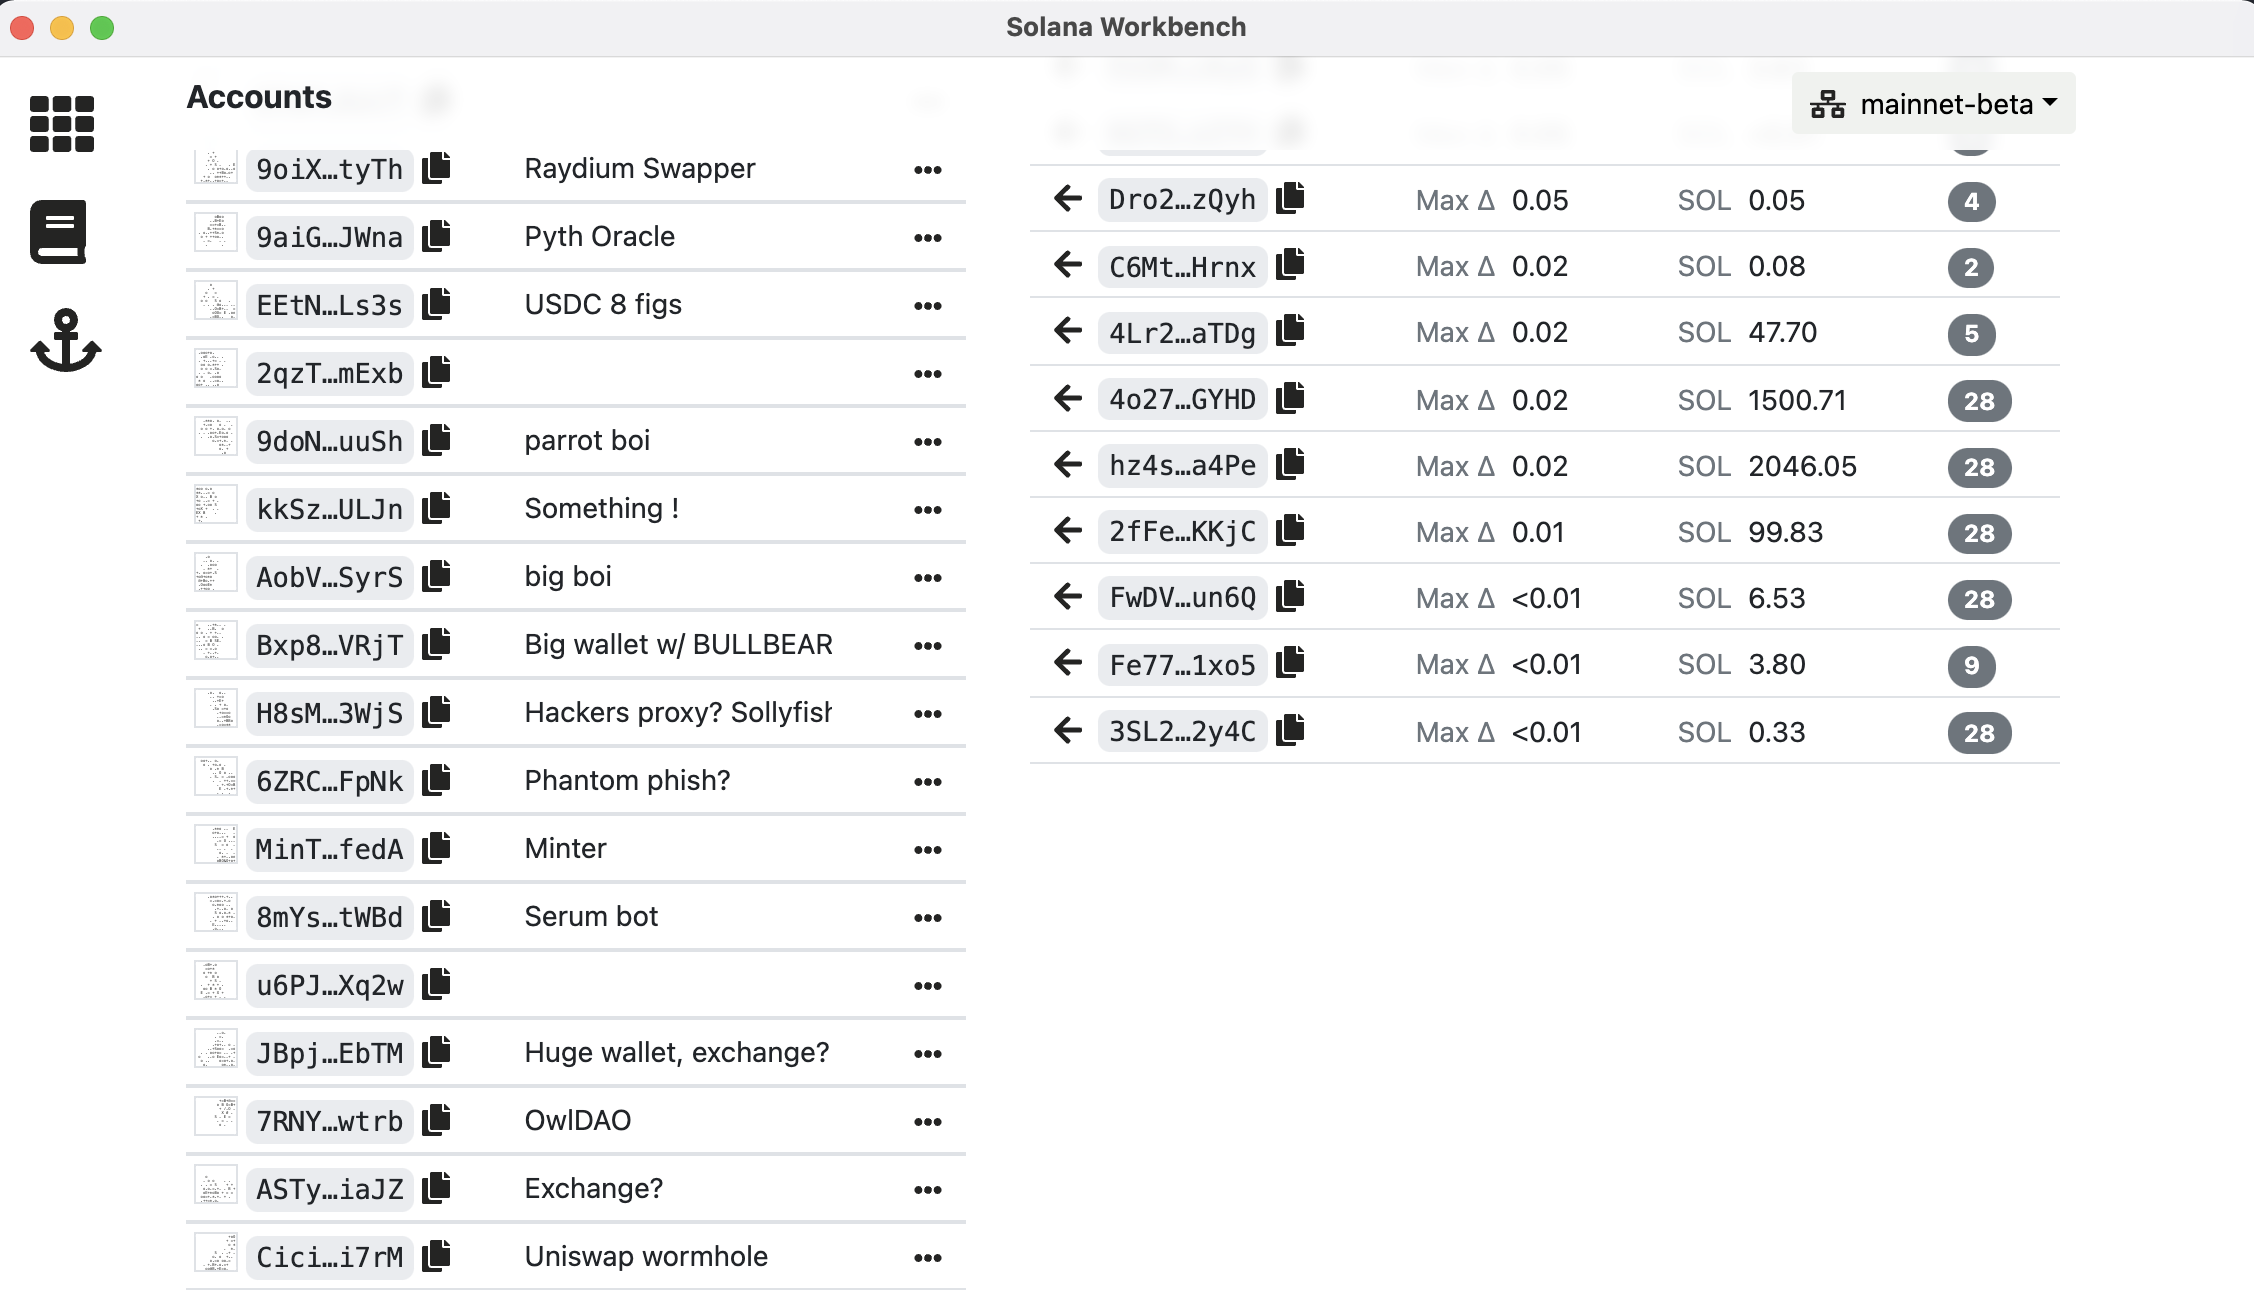 Solana Workbench
Accounts
mainnet-beta
9oiX…tyTh Raydium Swapper
9aiG…JWna Pyth Oracle
EEtN…Ls3s USDC 8 figs
2qzT…mExb
9doN…uuSh parrot boi
kkSz…ULJn Something !
AobV…SyrS big boi
Bxp8…VRjT Big wallet w/ BULLBEAR
H8sM…3WjS Hackers proxy?
6ZRC…FpNk Phantom phish?
MinT…fedA Minter
8mYs…tWBd Serum bot
u6PJ…Xq2w
JBpj…EbTM Huge wallet, exchange?
7RNY…wtrb OwlDAO
ASTy…iaJZ Exchange?
Cici…i7rM Uniswap wormhole
Dro2…zQyh Max Δ 0.05 SOL 0.05 4
C6Mt…Hrnx Max Δ 0.02 SOL 0.08 2
4Lr2…aTDg Max Δ 0.02 SOL 47.70 5
4o27…GYHD Max Δ 0.02 SOL 1500.71 28
hz4s…a4Pe Max Δ 0.02 SOL 2046.05 28
2fFe…KKjC Max Δ 0.01 SOL 99.83 28
FwDV…un6Q Max Δ <0.01 SOL 6.53 28
Fe77…1xo5 Max Δ <0.01 SOL 3.80 9
3SL2…2y4C Max Δ <0.01 SOL 0.33 28